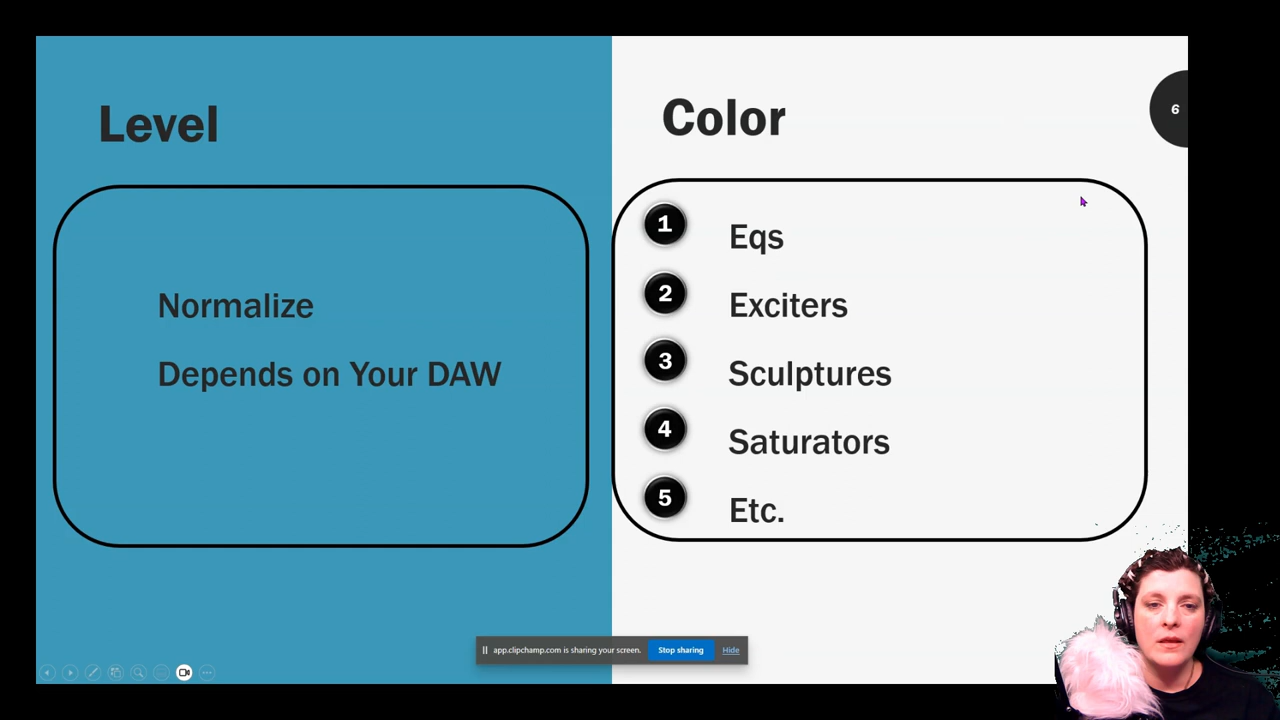 Level
Normalize
Depends on Your DAW
Color
6
1 Eqs
2 Exciters
3 Sculptures
4 Saturators
5 Etc.
app.clipchamp.com is sharing your screen. Stop sharing Hide